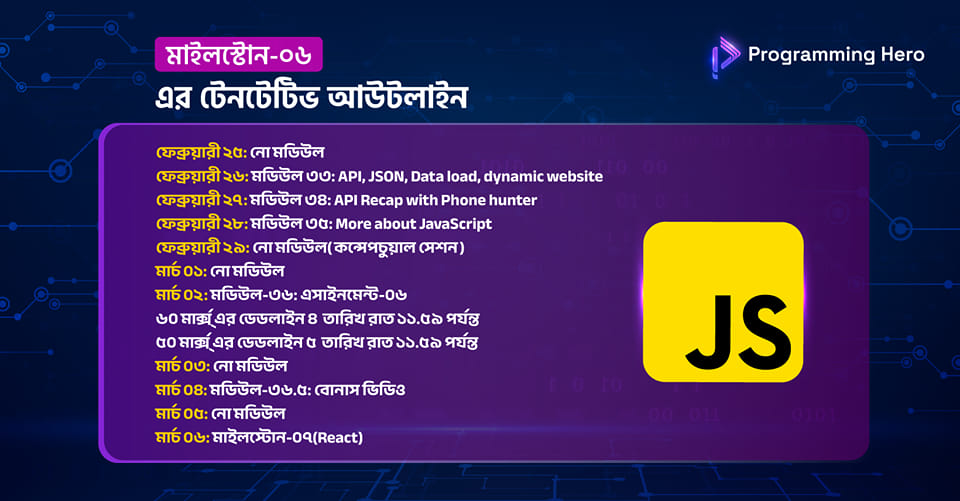 মাইলস্টোন-০৬
Programming Hero
এর টেনটেটিভ আউটলাইন
ফেব্রুয়ারী ২৫: নো মডিউল
ফেব্রুয়ারী ২৬: মডিউল ৩৩: API, JSON, Data load, dynamic website
ফেব্রুয়ারী ২৭: মডিউল ৩৪: API Recap with Phone hunter
ফেব্রুয়ারী ২৮: মডিউল ৩৫: More about JavaScript
ফেব্রুয়ারী ২৯: নো মডিউল( কন্সেপচুয়াল সেশন )
মার্চ ০১: নো মডিউল
মার্চ ০২: মডিউল-৩৬: এসাইনমেন্ট-০৬
৬০ মার্ক্স্ এর ডেডলাইন ৪ তারিখ রাত ১১.৫৯ পর্যন্ত
৫০ মার্ক্স্ এর ডেডলাইন ৫ তারিখ রাত ১১.৫৯ পর্যন্ত
মার্চ ০৩: নো মডিউল
মার্চ ০৪: মডিউল-৩৬.৫: বোনাস ভিডিও
মার্চ ০৫: নো মডিউল
মার্চ ০৬: মাইলস্টোন-০৭(React)
JS